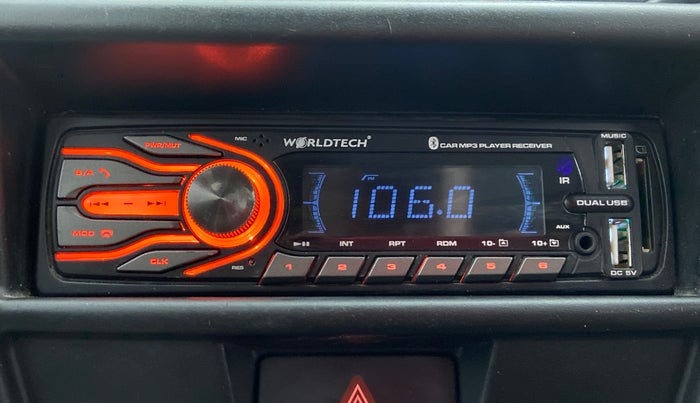 WORLDTECH®
CAR MP3 PLAYER RECEIVER
MIC
MUSIC
PWR/MUT
B/A
IR
DUAL USB
106.0
MOD
AUX
INT RPT RDM 10- 10+
CLK
RES
1 2 3 4 5 6
DC 5V